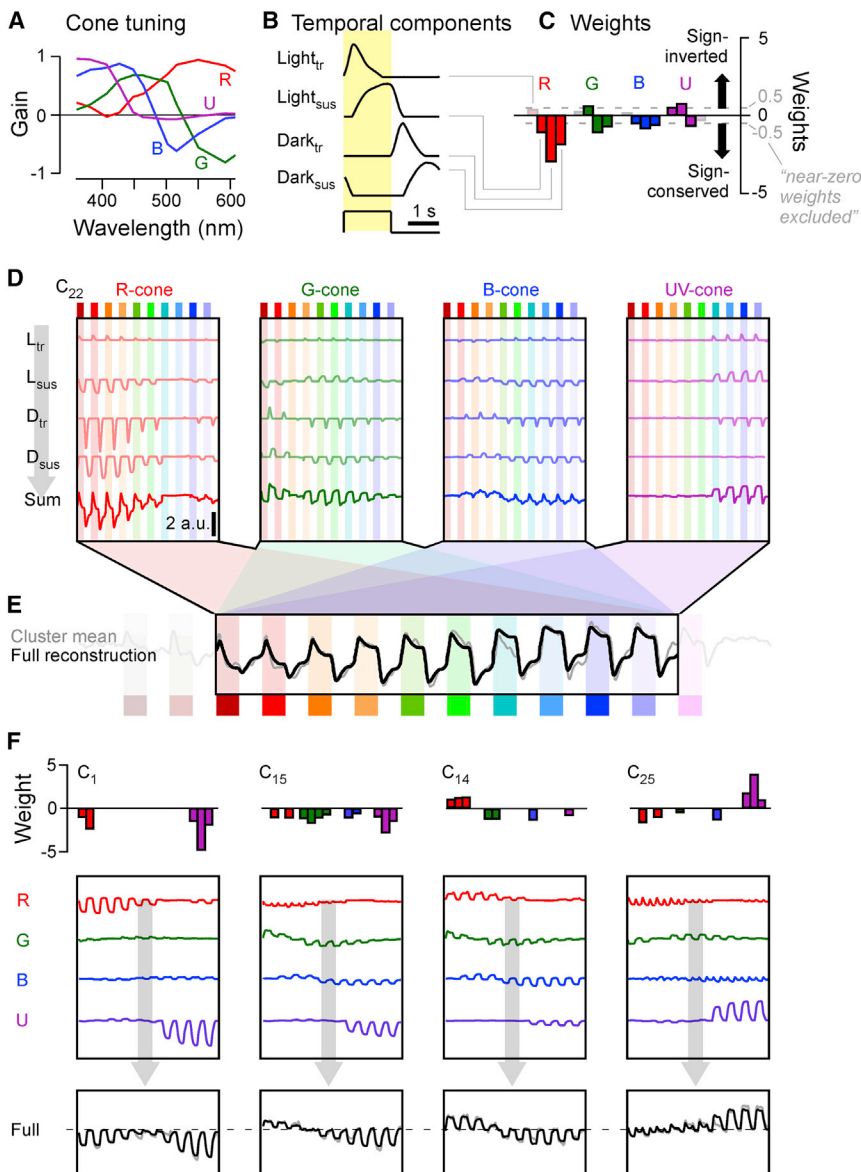 A Cone tuning
B Temporal components
C Weights
Gain
1
0
-1
R
U
B
G
400 500 600
Wavelength (nm)
Light_tr
Light_sus
Dark_tr
Dark_sus
1 s
R G B U
Sign-
inverted
Sign-
conserved
5
0.5
0
-0.5
-5
Weights
"near-zero
weights
excluded"
D
C_22 R-cone G-cone B-cone UV-cone
L_tr
L_sus
D_tr
D_sus
Sum
2 a.u.
E
Cluster mean
Full reconstruction
F
Weight
5
0
-5
C_1 C_15 C_14 C_25
R
G
B
U
Full